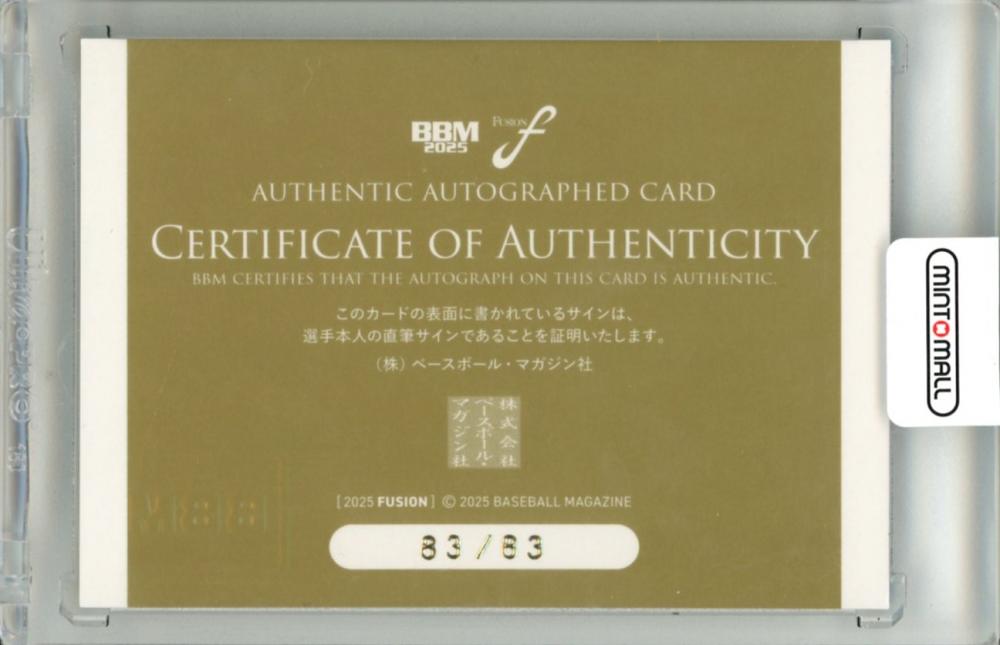 BBM
2025
FUSION f
AUTHENTIC AUTOGRAPHED CARD
CERTIFICATE OF AUTHENTICITY
BBM CERTIFIES THAT THE AUTOGRAPH ON THIS CARD IS AUTHENTIC.
このカードの表面に書かれているサインは、
選手本人の直筆サインであることを証明いたします。
（株）ベースボール・マガジン社
株式会社
ベースボール・
マガジン社
[2025 FUSION] © 2025 BASEBALL MAGAZINE
83/83
MINT MALL